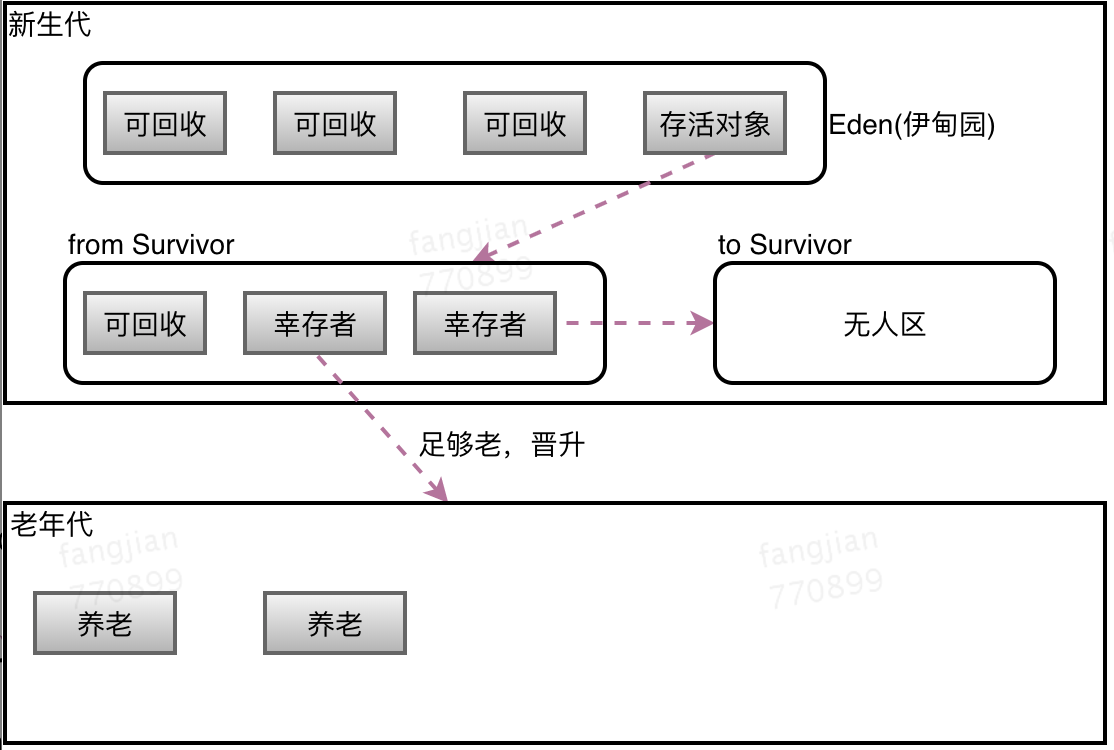 新生代
可回收
可回收
可回收
存活对象
Eden(伊甸园)
fangjian
770899
from Survivor
to Survivor
可回收
幸存者
幸存者
无人区
足够老，晋升
老年代
fangjian
770899
fangjian
770899
养老
养老